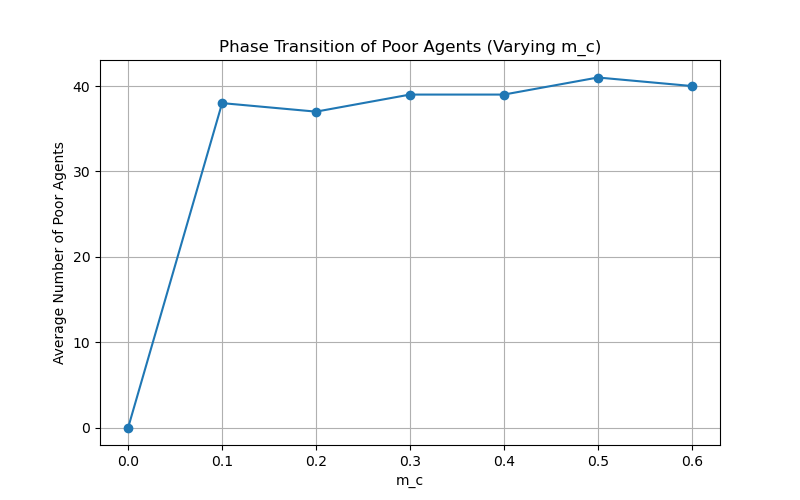 Phase Transition of Poor Agents (Varying m_c)
Average Number of Poor Agents
40
30
20
10
0
0.0 0.1 0.2 0.3 0.4 0.5 0.6
m_c